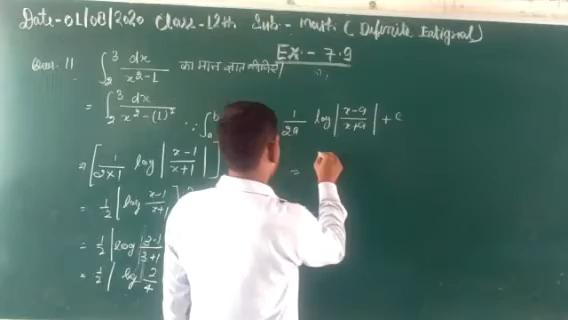 Date-01/08/2020 Class-12th Sub:- Math (Definite Integral)
Ex.- 7.9
Ques. 11 ∫₂³ dx/(x²-1) का मान ज्ञात कीजिए।
= ∫₂³ dx/(x²-(1)²)
∵ ∫ₐᵇ 1/2a log|(x-a)/(x+a)| + c
= [1/(2×1) log|(x-1)/(x+1)|]
= 1/2 [log (x-1)/(x+1)]
= 1/2 [log (3-1)/(3+1)
= 1/2 [log 2/4
=